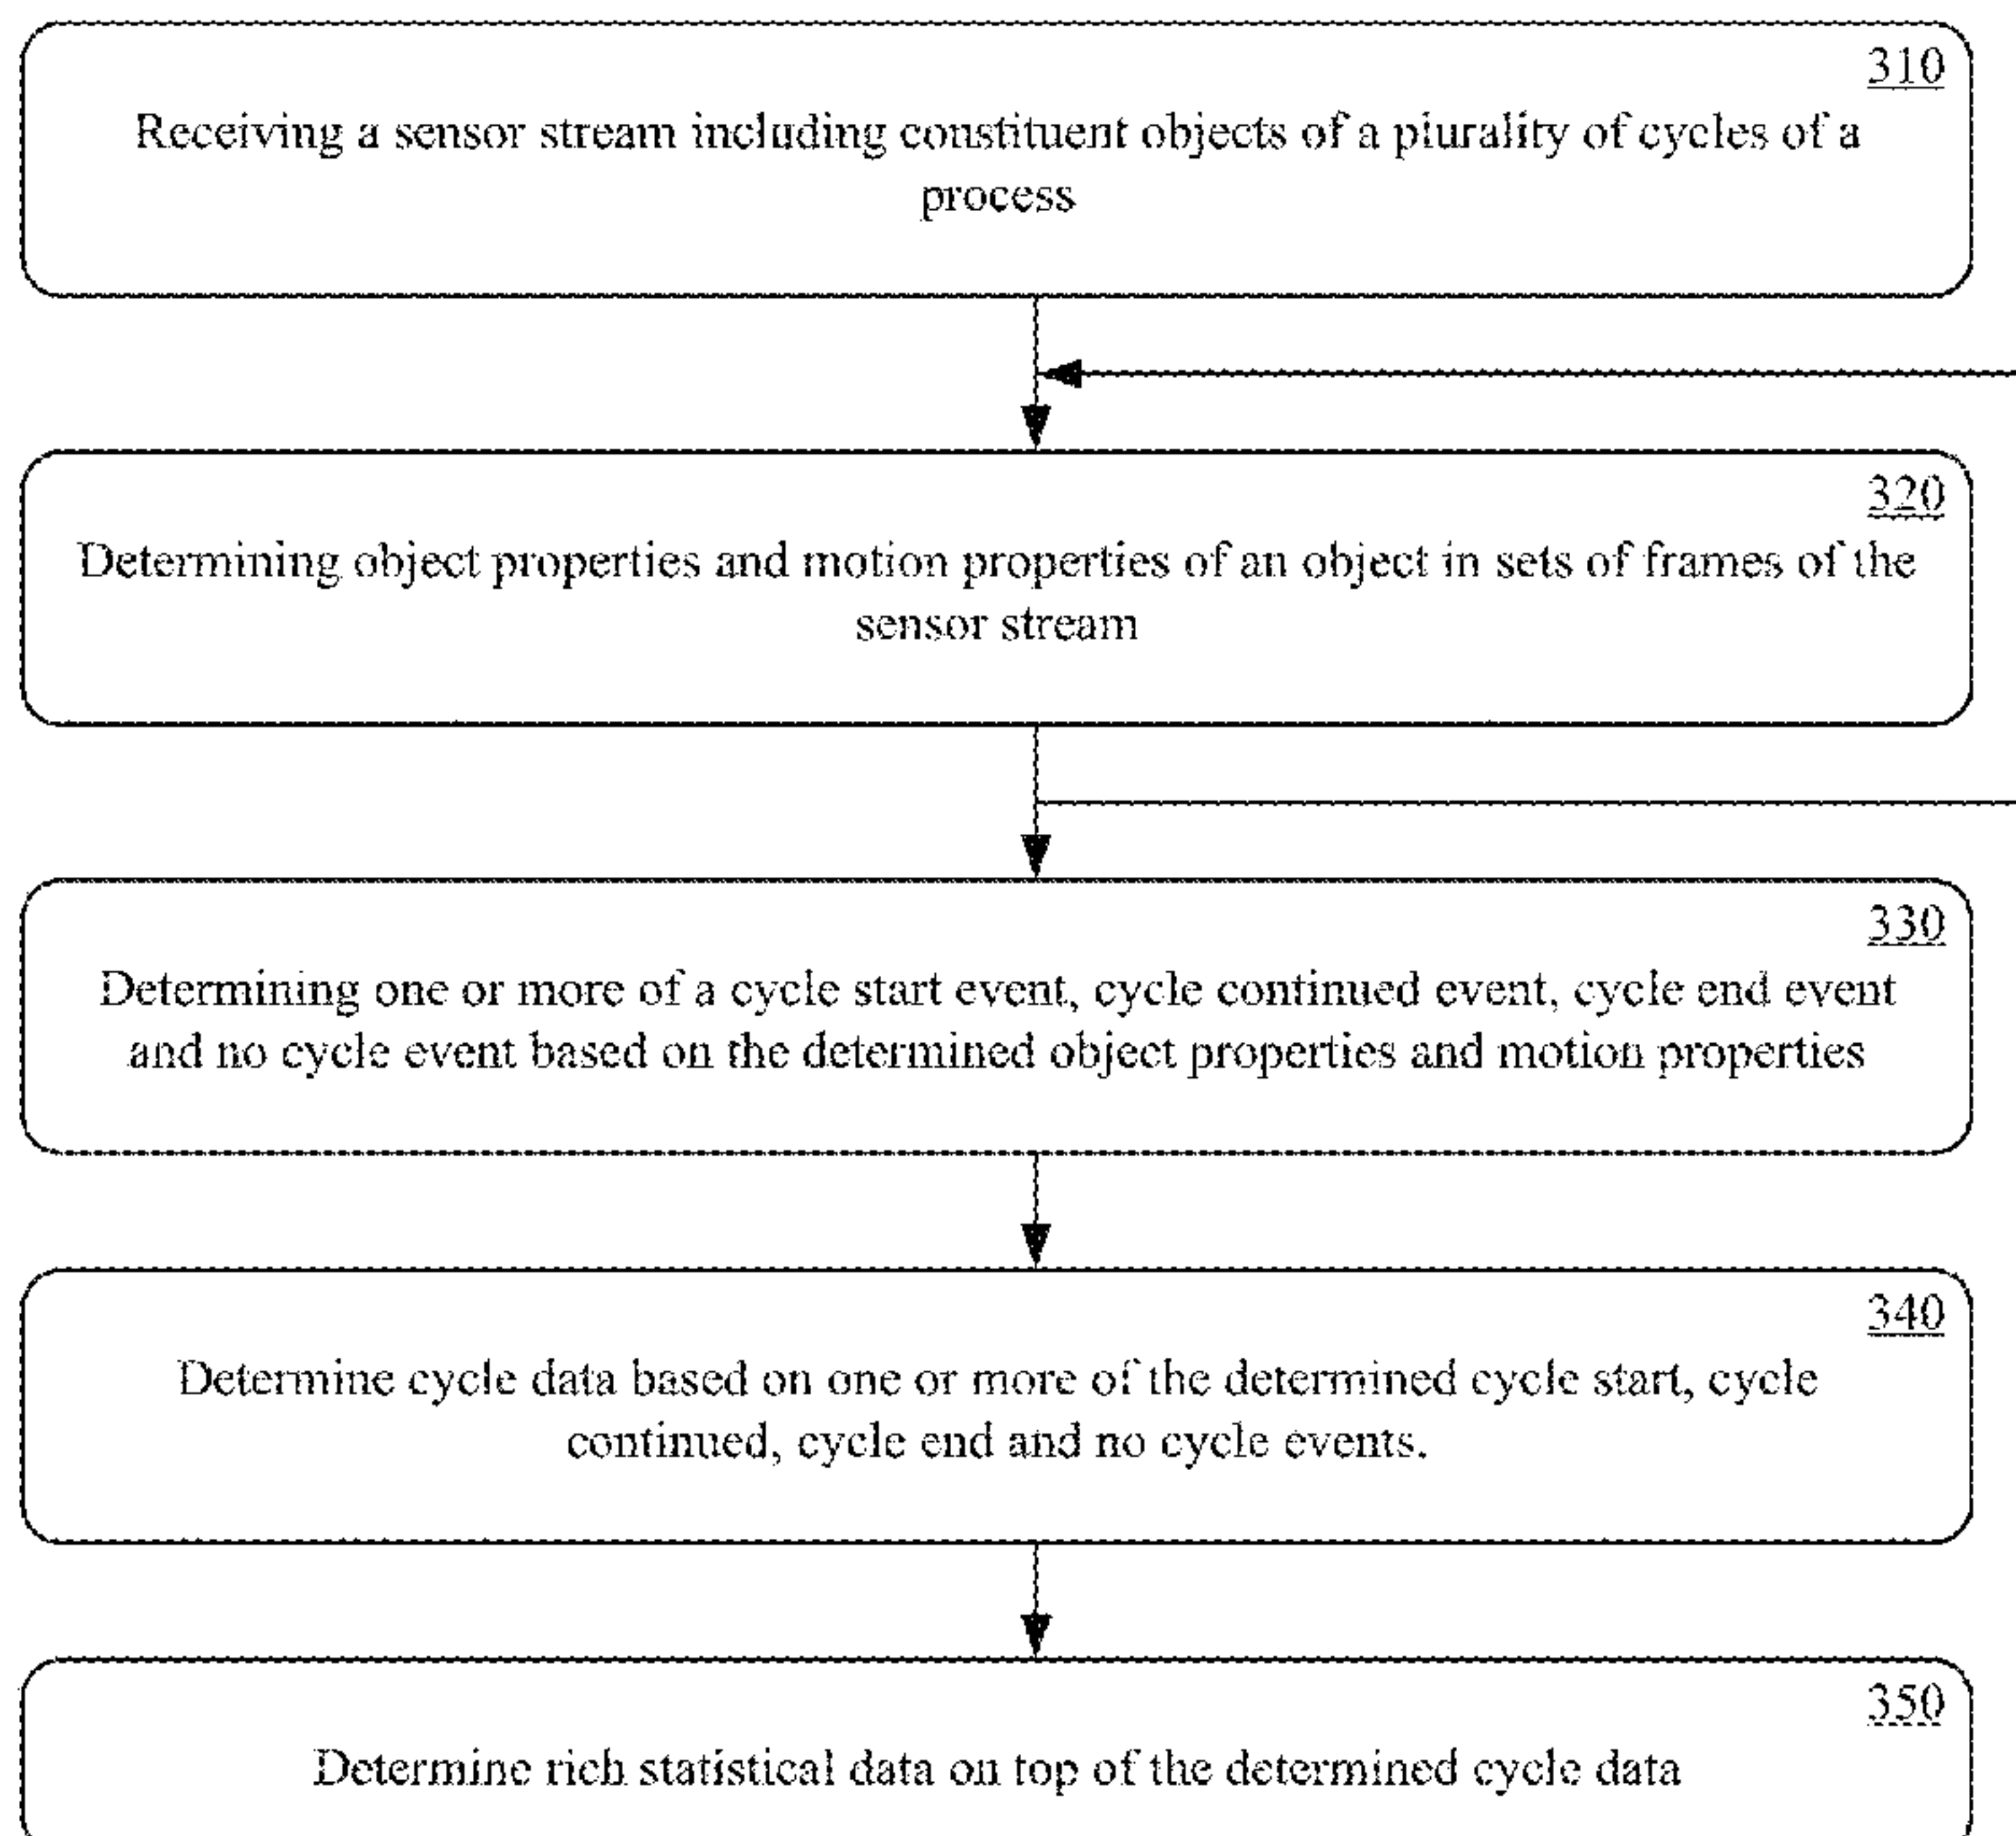 310
Receiving a sensor stream including constituent objects of a plurality of cycles of a
process
320
Determining object properties and motion properties of an object in sets of frames of the
sensor stream
330
Determining one or more of a cycle start event, cycle continued event, cycle end event
and no cycle event based on the determined object properties and motion properties
340
Determine cycle data based on one or more of the determined cycle start, cycle
continued, cycle end and no cycle events.
350
Determine rich statistical data on top of the determined cycle data